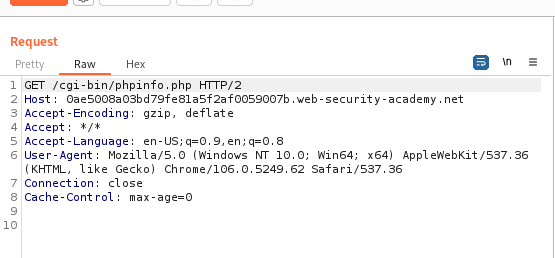 Request
Pretty Raw Hex
\n
1 GET /cgi-bin/phpinfo.php HTTP/2
2 Host: 0ae5008a03bd79fe81a5f2af0059007b.web-security-academy.net
3 Accept-Encoding: gzip, deflate
4 Accept: */*
5 Accept-Language: en-US;q=0.9,en;q=0.8
6 User-Agent: Mozilla/5.0 (Windows NT 10.0; Win64; x64) AppleWebKit/537.36
(KHTML, like Gecko) Chrome/106.0.5249.62 Safari/537.36
7 Connection: close
8 Cache-Control: max-age=0
9
10